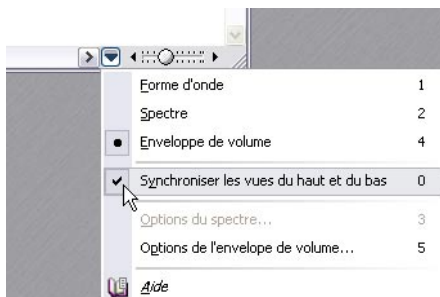 Forme d'onde 1
Spectre 2
Enveloppe de volume 4
Synchroniser les vues du haut et du bas 0
Options du spectre... 3
Options de l'envelope de volume... 5
Aide